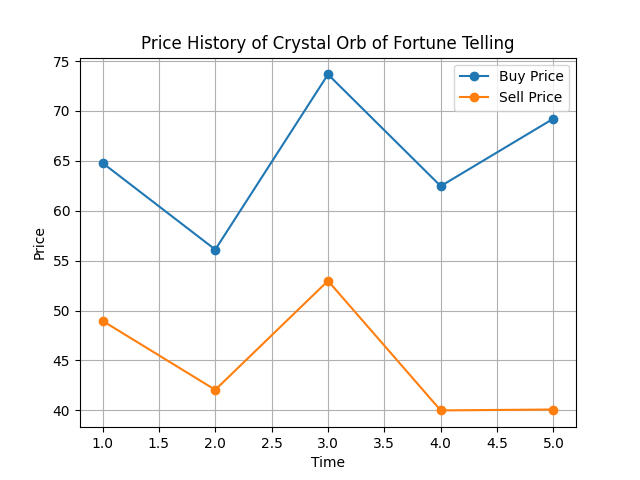 Price History of Crystal Orb of Fortune Telling
Buy Price
Sell Price
75
70
65
60
55
50
45
40
Price
1.0 1.5 2.0 2.5 3.0 3.5 4.0 4.5 5.0
Time